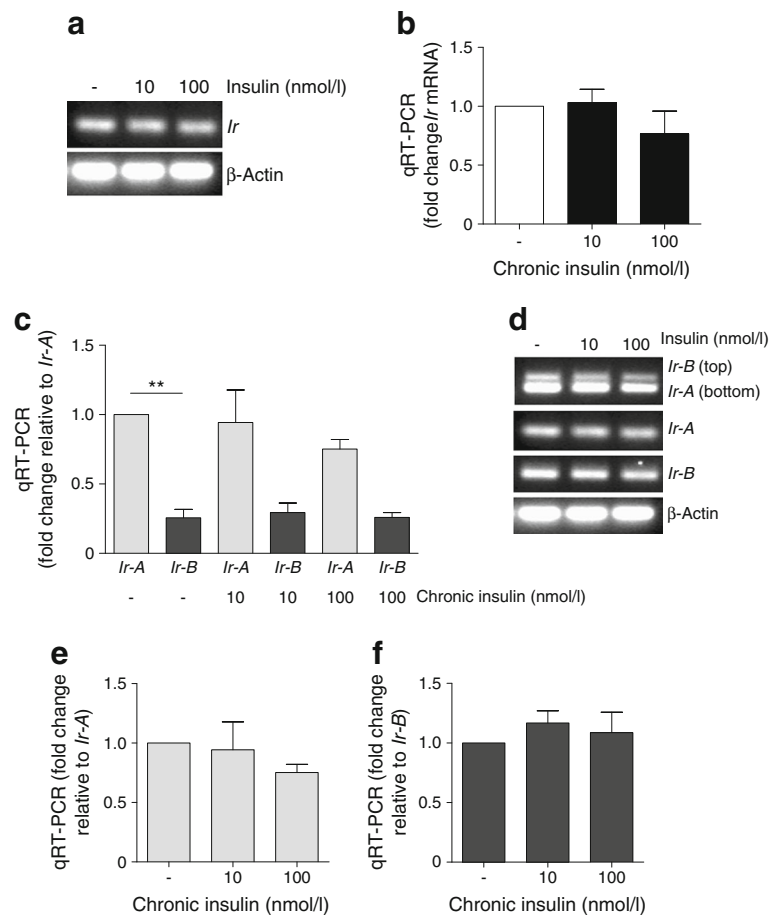 a
- 10 100 Insulin (nmol/l)
Ir
β-Actin
b
qRT-PCR
(fold change Ir mRNA)
1.5
1.0
0.5
0
- 10 100
Chronic insulin (nmol/l)
c
qRT-PCR
(fold change relative to Ir-A)
1.5
1.0
0.5
0
**
Ir-A Ir-B Ir-A Ir-B Ir-A Ir-B
- - 10 10 100 100 Chronic insulin (nmol/l)
d
- 10 100 Insulin (nmol/l)
Ir-B (top)
Ir-A (bottom)
Ir-A
Ir-B
β-Actin
e
qRT-PCR (fold change
relative to Ir-A)
1.5
1.0
0.5
0
- 10 100
Chronic insulin (nmol/l)
f
qRT-PCR (fold change
relative to Ir-B)
1.5
1.0
0.5
0
- 10 100
Chronic insulin (nmol/l)